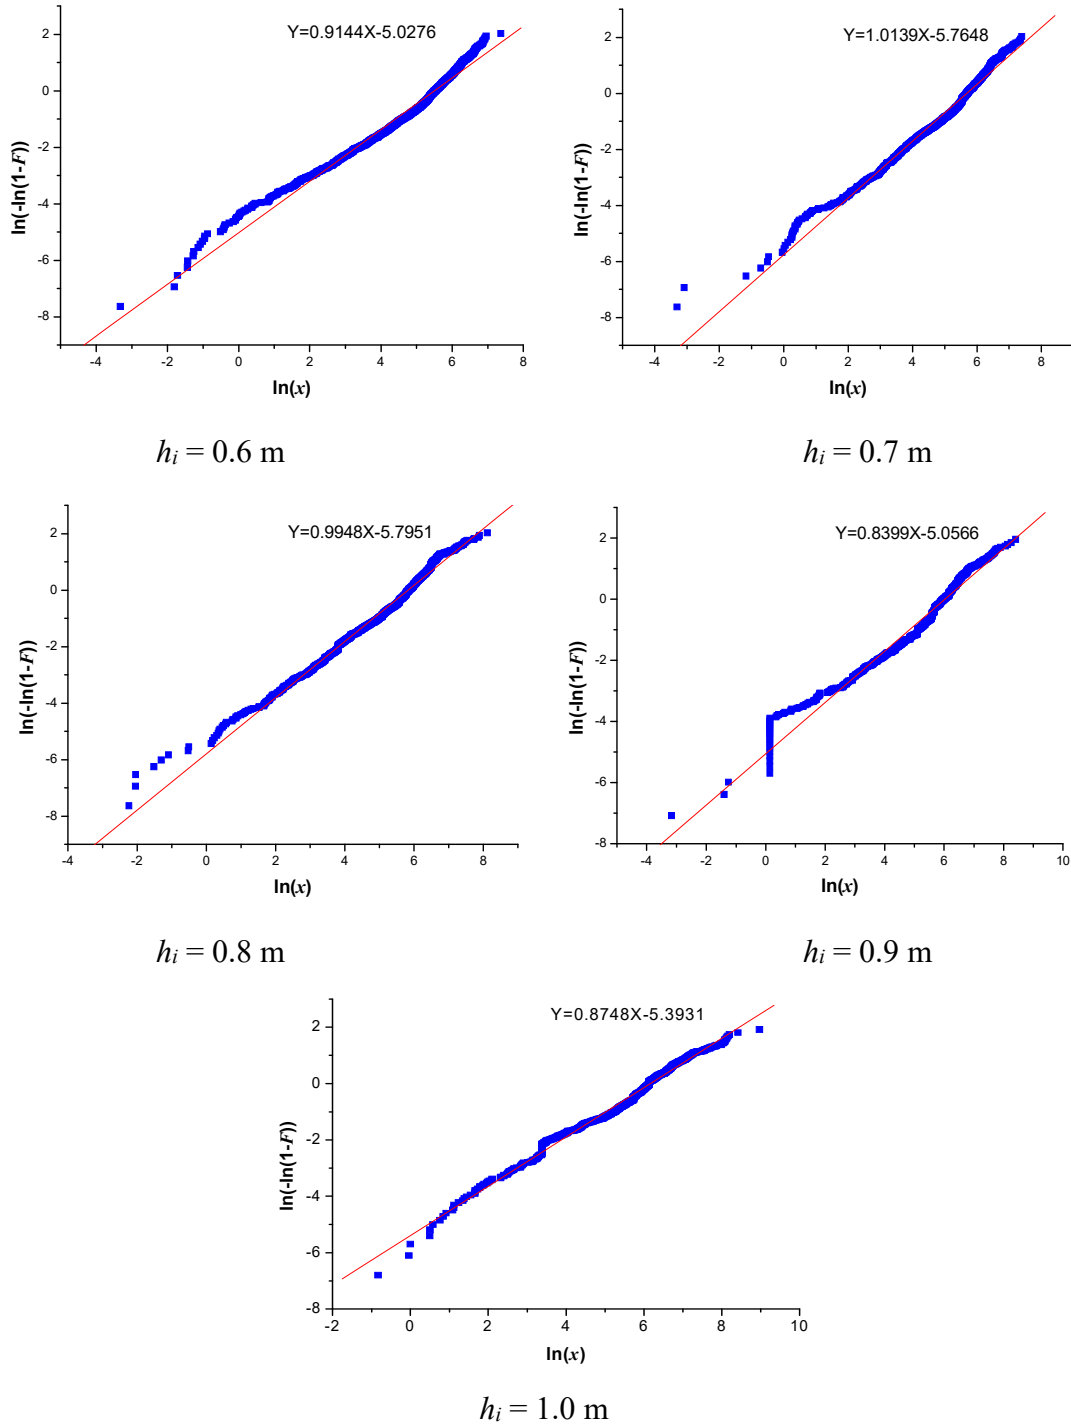 Y=0.9144X-5.0276
2
0
-2
-4
-6
-8
ln(-ln(1-F))
-4 -2 0 2 4 6 8
ln(x)
h_i = 0.6 m
Y=1.0139X-5.7648
2
0
-2
-4
-6
-8
ln(-ln(1-F))
-4 -2 0 2 4 6 8
ln(x)
h_i = 0.7 m
Y=0.9948X-5.7951
2
0
-2
-4
-6
-8
ln(-ln(1-F))
-4 -2 0 2 4 6 8
ln(x)
h_i = 0.8 m
Y=0.8399X-5.0566
2
0
-2
-4
-6
-8
ln(-ln(1-F))
-4 -2 0 2 4 6 8 10
ln(x)
h_i = 0.9 m
Y=0.8748X-5.3931
2
0
-2
-4
-6
-8
ln(-ln(1-F))
-2 0 2 4 6 8 10
ln(x)
h_i = 1.0 m